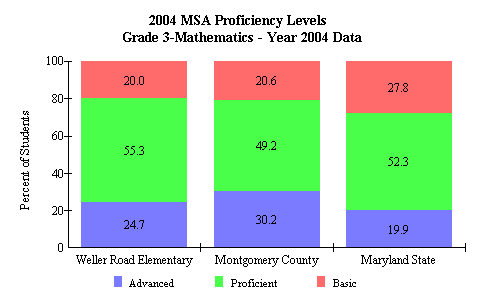 2004 MSA Proficiency Levels
Grade 3-Mathematics - Year 2004 Data
Percent of Students
100
80
60
40
20
0
20.0
20.6
27.8
55.3
49.2
52.3
24.7
30.2
19.9
Weller Road Elementary
Montgomery County
Maryland State
Advanced
Proficient
Basic